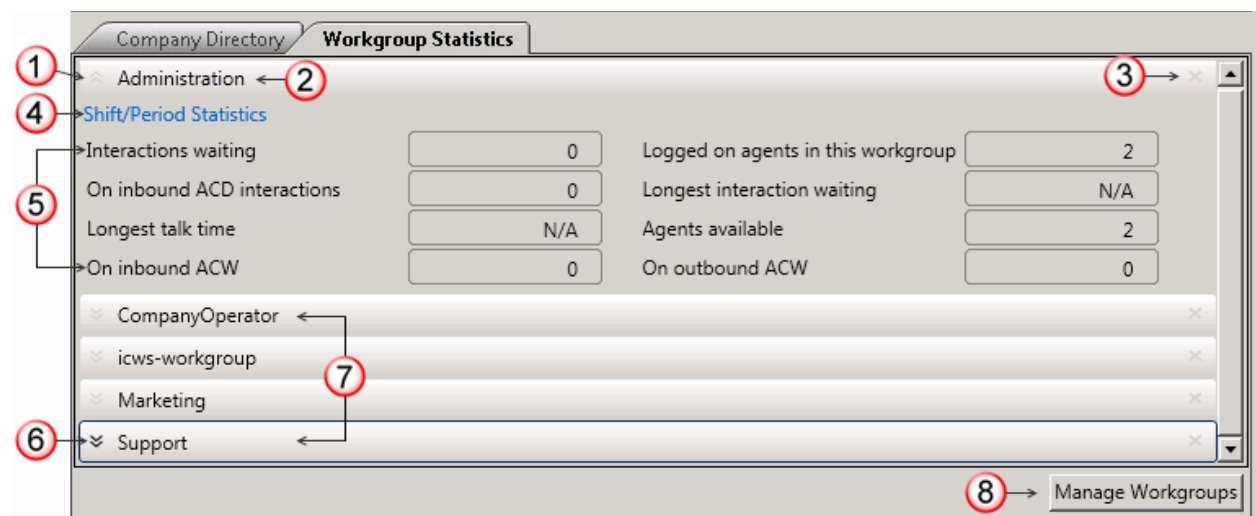 Company Directory Workgroup Statistics
1 Administration 2 3
4 Shift/Period Statistics
Interactions waiting 0 Logged on agents in this workgroup 2
5 On inbound ACD interactions 0 Longest interaction waiting N/A
Longest talk time N/A Agents available 2
On inbound ACW 0 On outbound ACW 0
CompanyOperator
icws-workgroup
7
Marketing
6 Support
8 Manage Workgroups